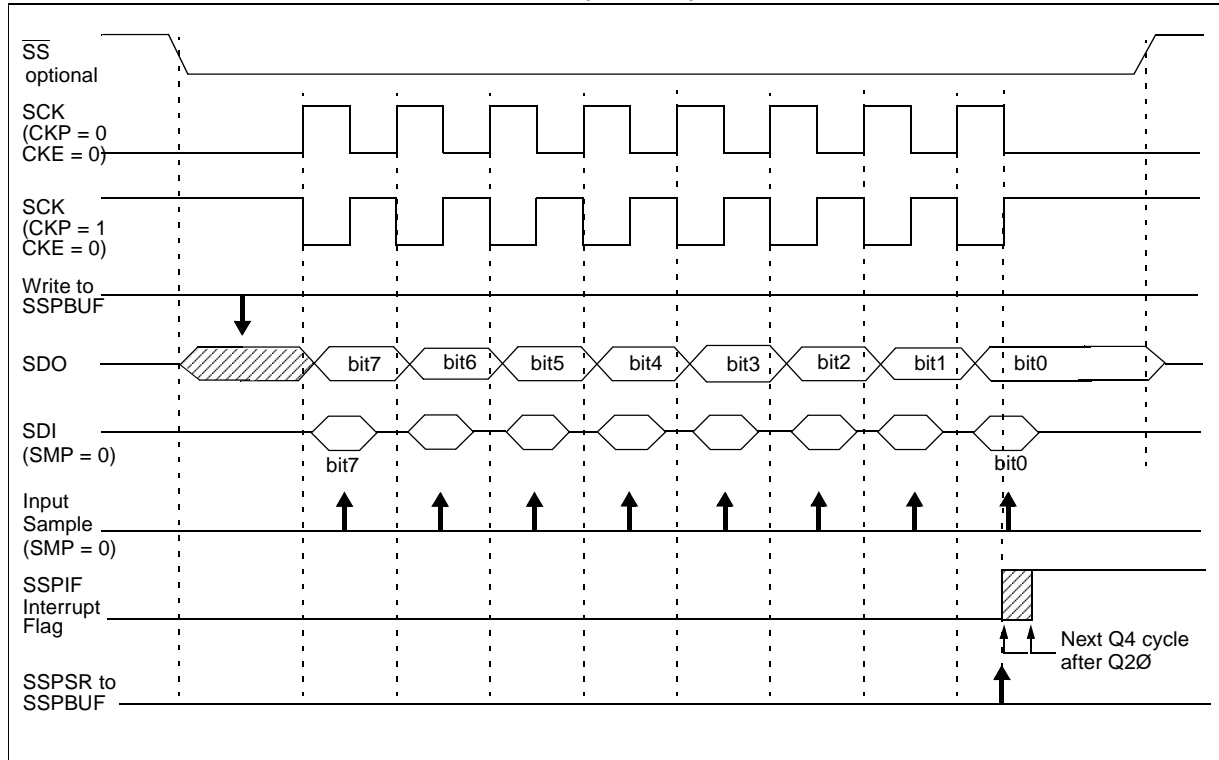 SS
optional
SCK
(CKP = 0
CKE = 0)
SCK
(CKP = 1
CKE = 0)
Write to
SSPBUF
SDO
bit7 bit6 bit5 bit4 bit3 bit2 bit1 bit0
SDI
(SMP = 0)
bit7 bit0
Input
Sample
(SMP = 0)
SSPIF
Interrupt
Flag
Next Q4 cycle
after Q2Ø
SSPSR to
SSPBUF